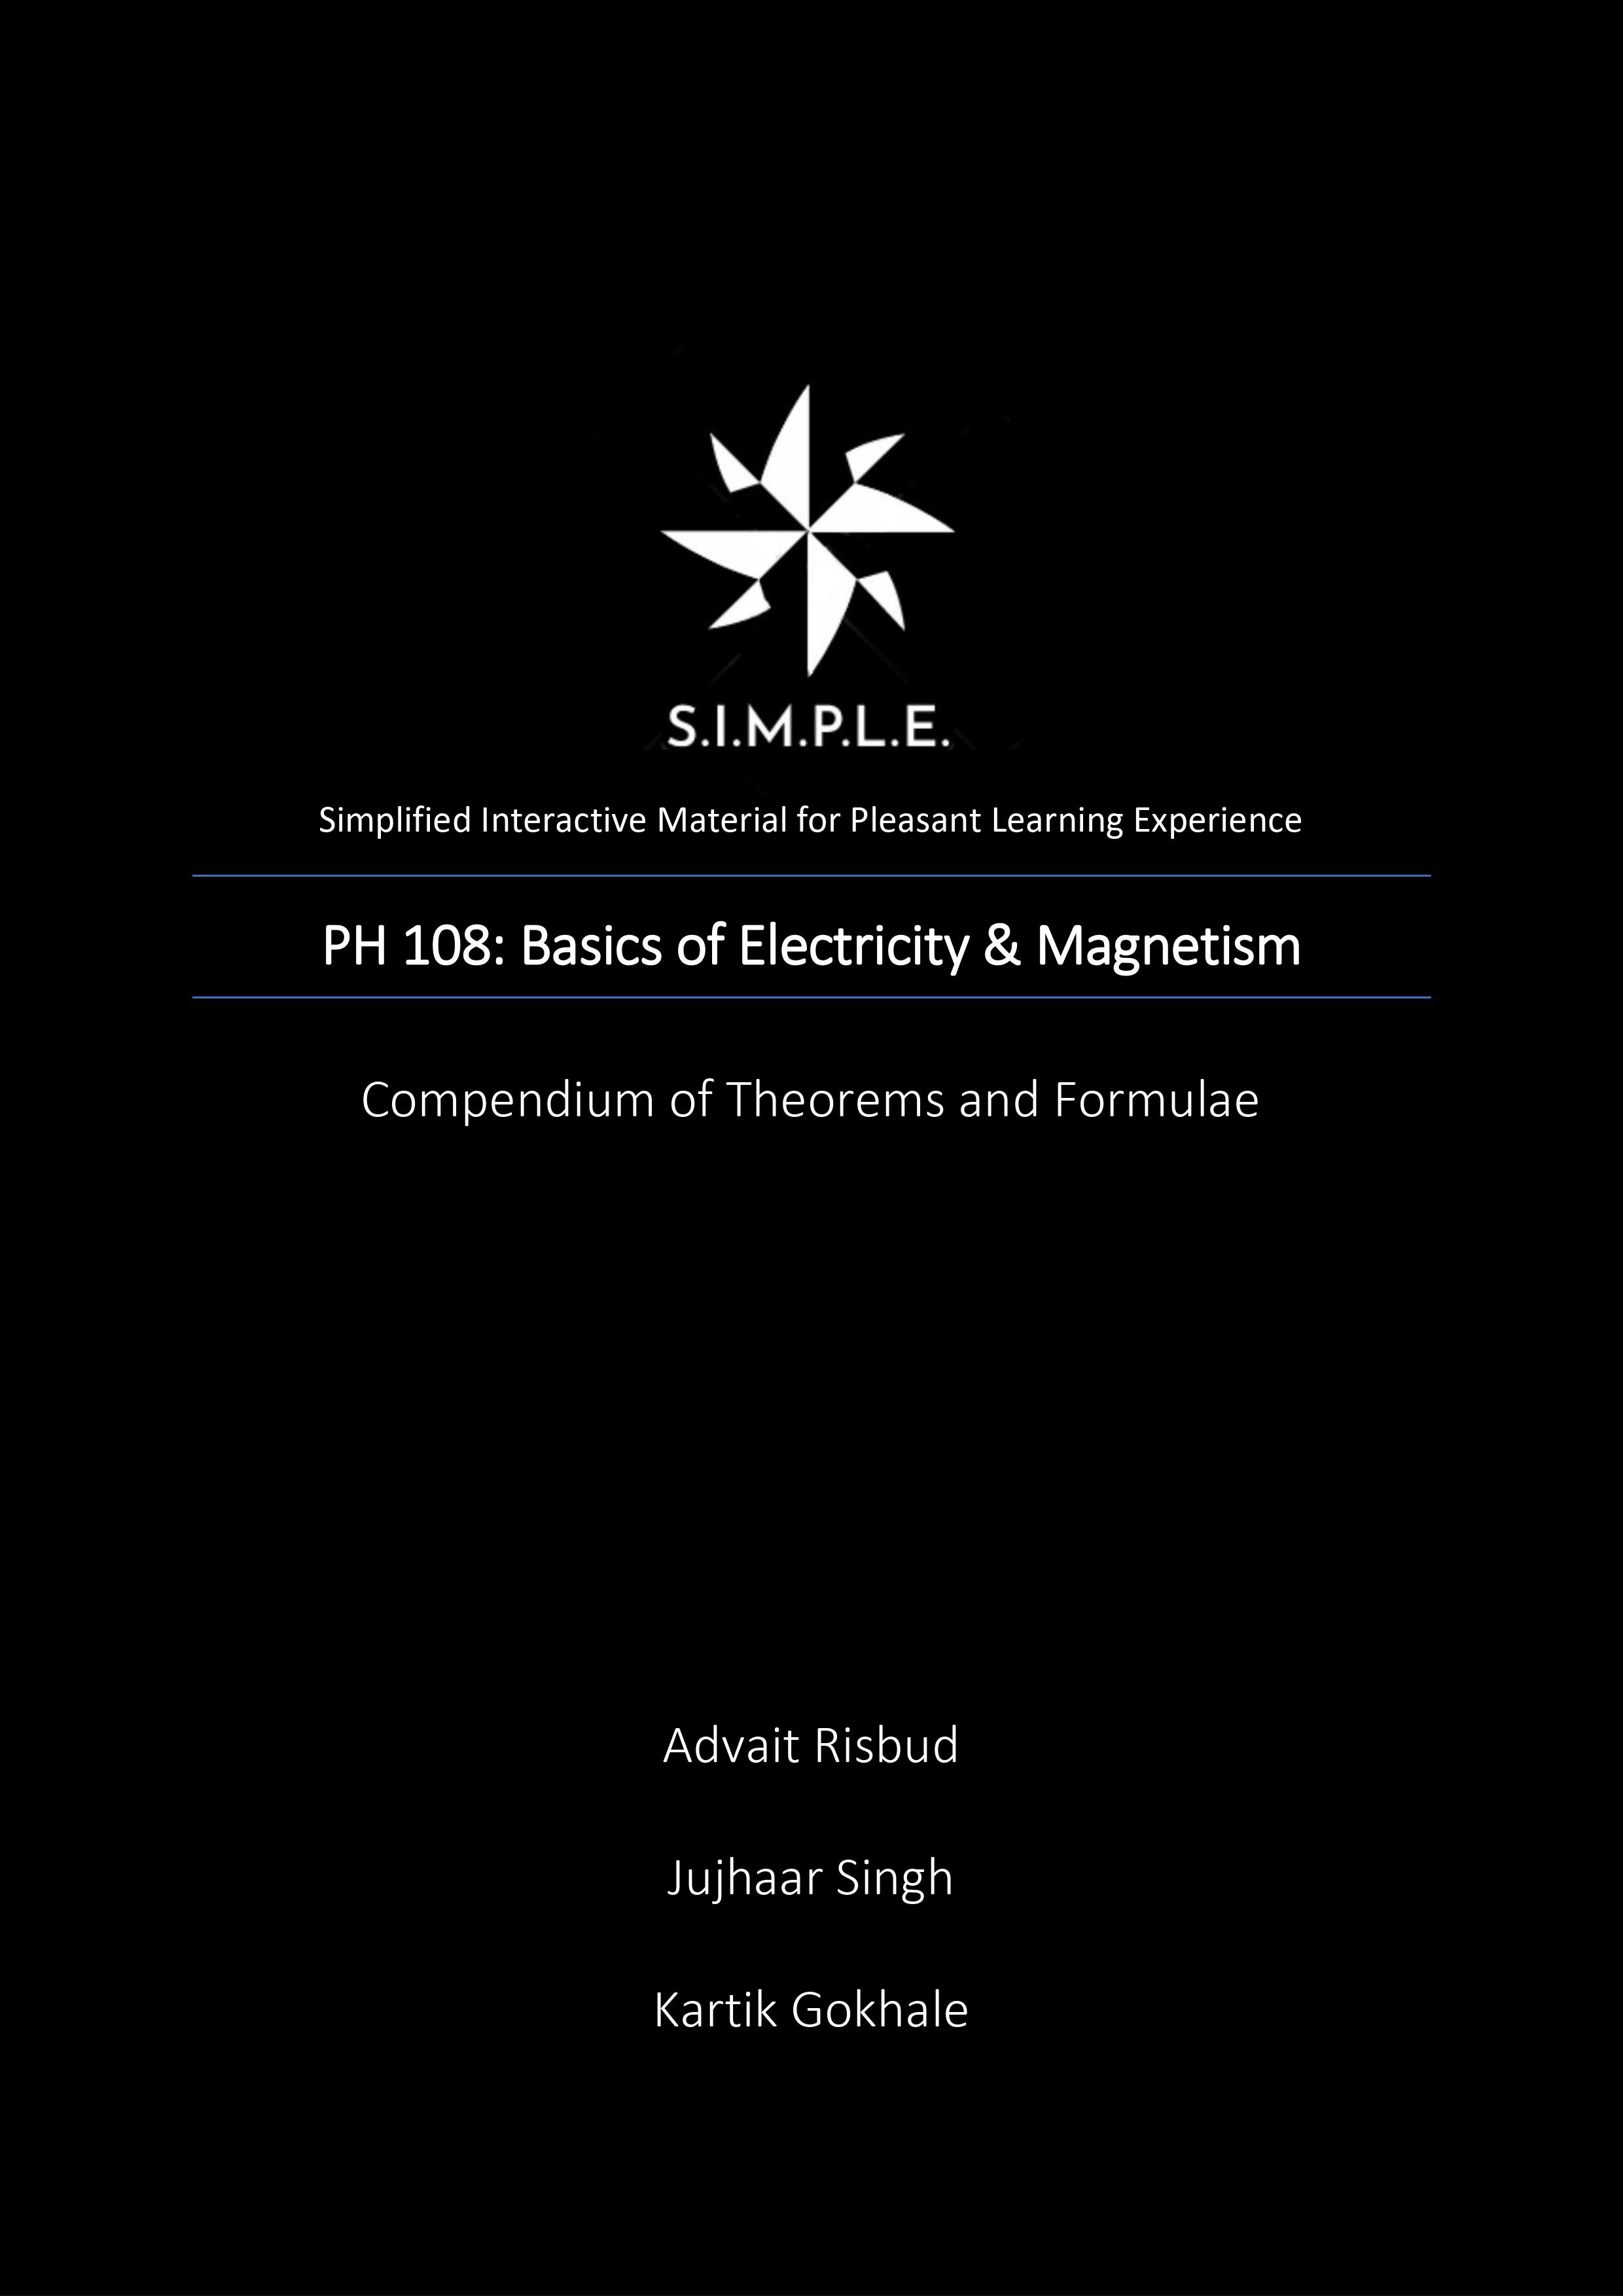 S.I.M.P.L.E.
Simplified Interactive Material for Pleasant Learning Experience
PH 108: Basics of Electricity & Magnetism
Compendium of Theorems and Formulae
Advait Risbud
Jujhaar Singh
Kartik Gokhale